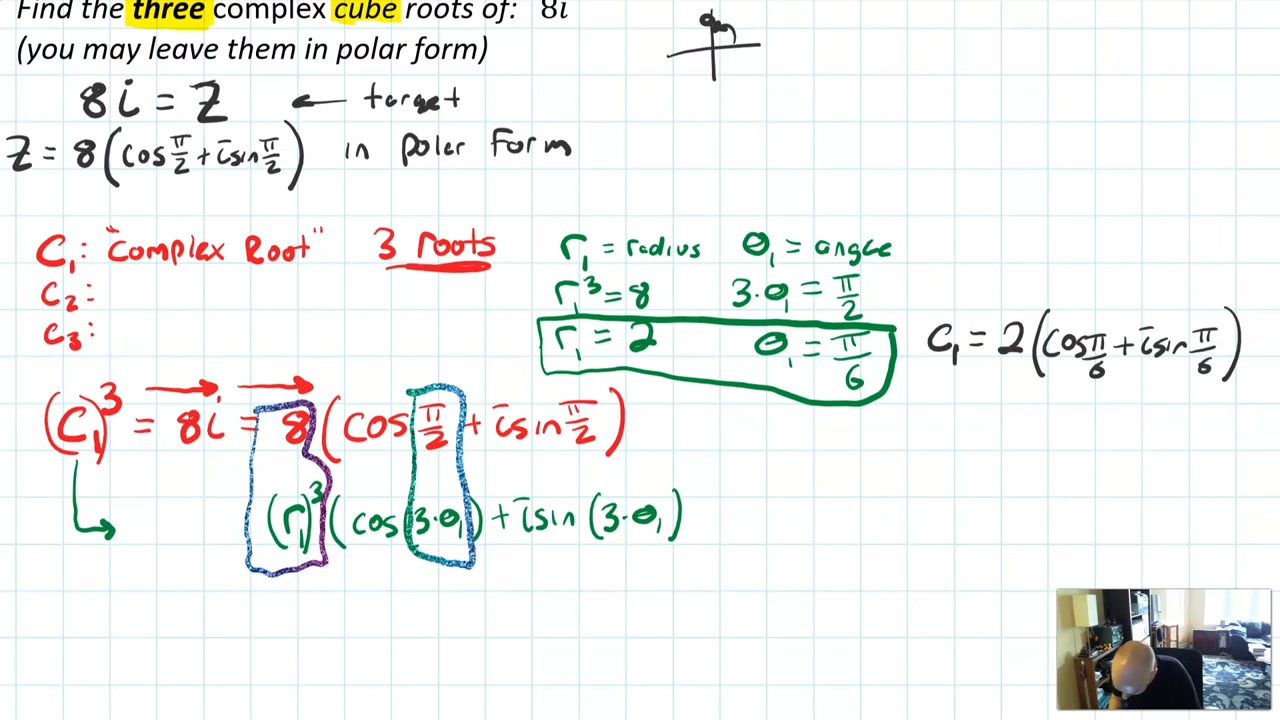 Find the three complex cube roots of: 8i
(you may leave them in polar form)
8i = Z ← target
Z = 8(cos π/2 + i sin π/2) in polar form
C₁: "Complex Root" 3 roots
C₂:
C₃:
r₁ = radius θ₁ = angle
r₁³ = 8 3·θ₁ = π/2
r₁ = 2 θ₁ = π/6
C₁ = 2(cos π/6 + i sin π/6)
(C₁)³ = 8i = 8(cos π/2 + i sin π/2)
(r₁)³(cos(3·θ₁) + i sin(3·θ₁)